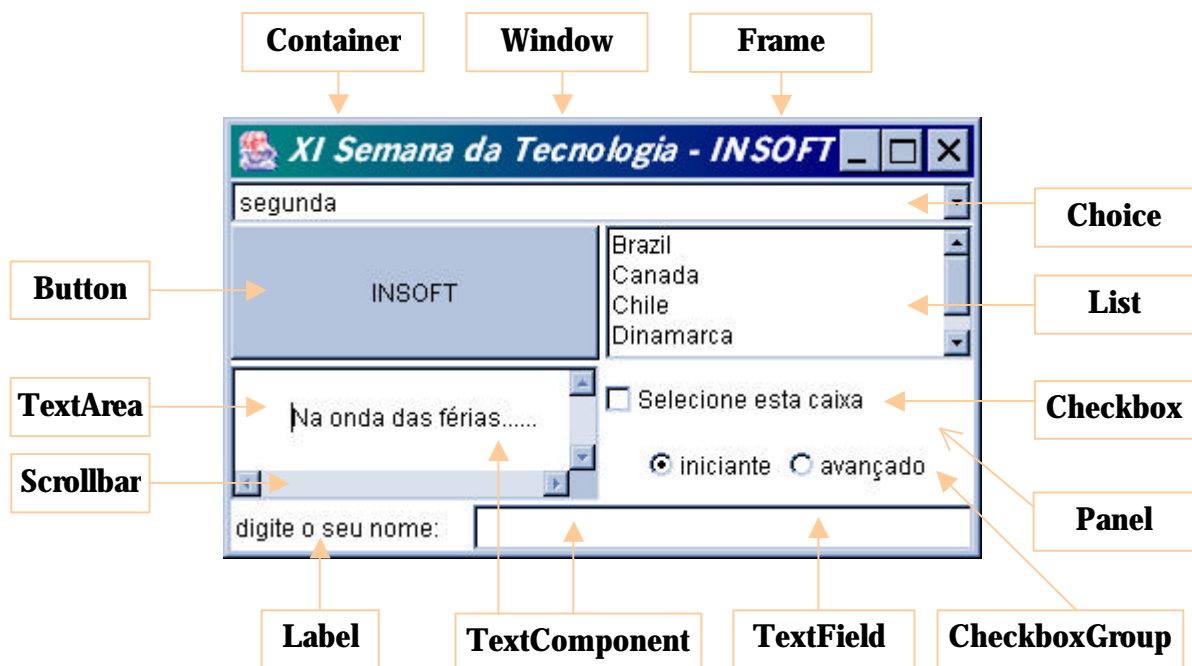 Container Window Frame
XI Semana da Tecnologia - INSOFT
segunda
Choice
Button
INSOFT
Brazil
Canada
Chile
Dinamarca
List
TextArea
Na onda das férias......
Selecione esta caixa
Checkbox
Scrollbar
iniciante avançado
Panel
digite o seu nome:
Label TextComponent TextField CheckboxGroup